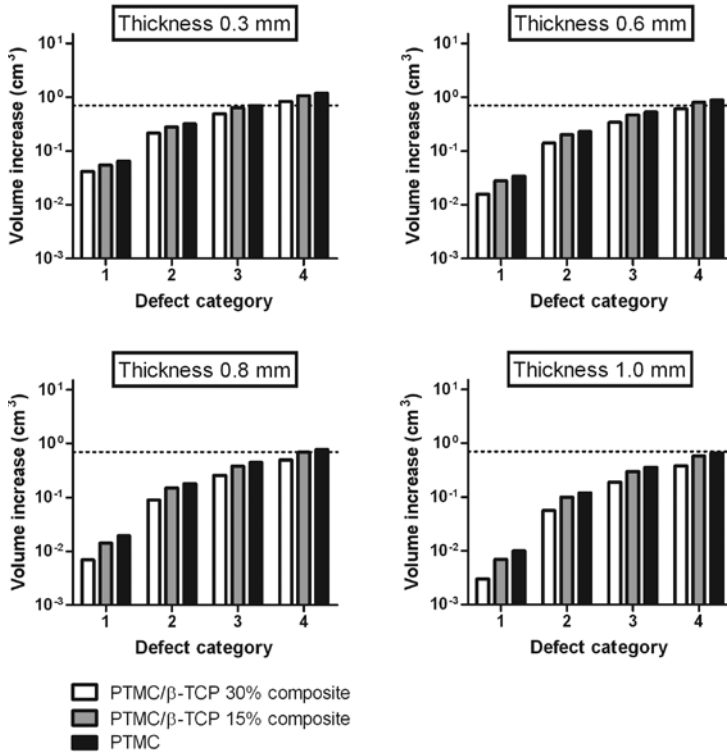 Thickness 0.3 mm
Volume increase (cm³)
10¹
10⁰
10⁻¹
10⁻²
10⁻³
1 2 3 4
Defect category
Thickness 0.6 mm
Volume increase (cm³)
10¹
10⁰
10⁻¹
10⁻²
10⁻³
1 2 3 4
Defect category
Thickness 0.8 mm
Volume increase (cm³)
10¹
10⁰
10⁻¹
10⁻²
10⁻³
1 2 3 4
Defect category
Thickness 1.0 mm
Volume increase (cm³)
10¹
10⁰
10⁻¹
10⁻²
10⁻³
1 2 3 4
Defect category
PTMC/β-TCP 30% composite
PTMC/β-TCP 15% composite
PTMC